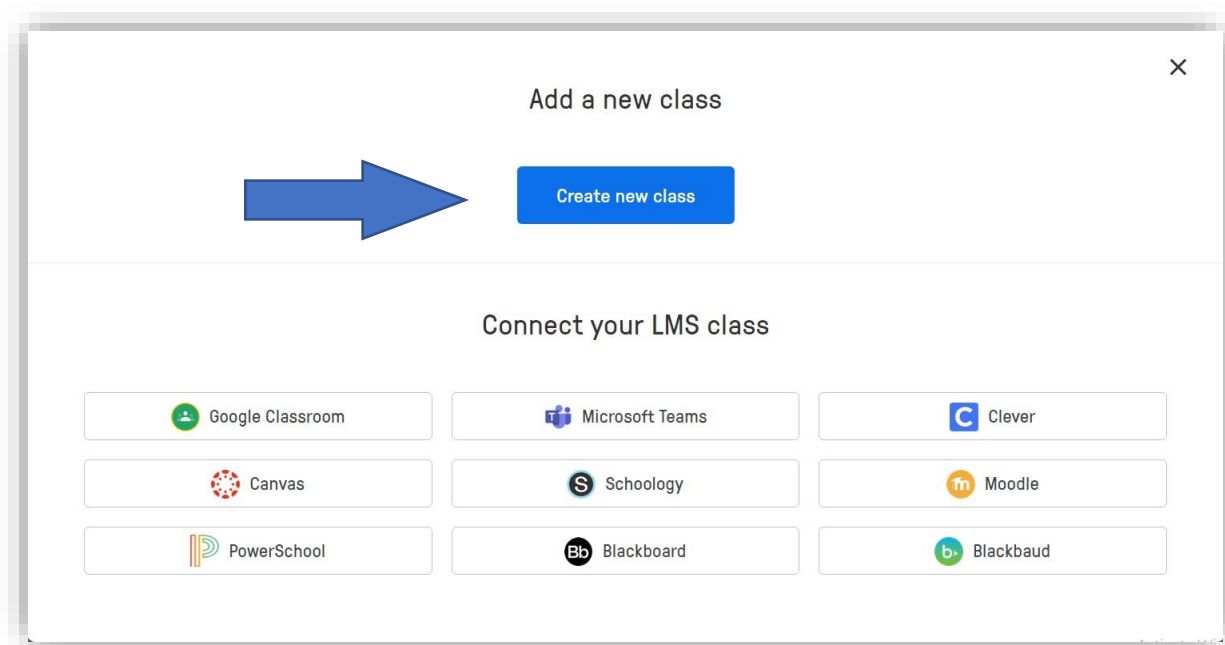 Add a new class
Create new class
Connect your LMS class
Google Classroom
Microsoft Teams
Clever
Canvas
Schoology
Moodle
PowerSchool
Blackboard
Blackbaud